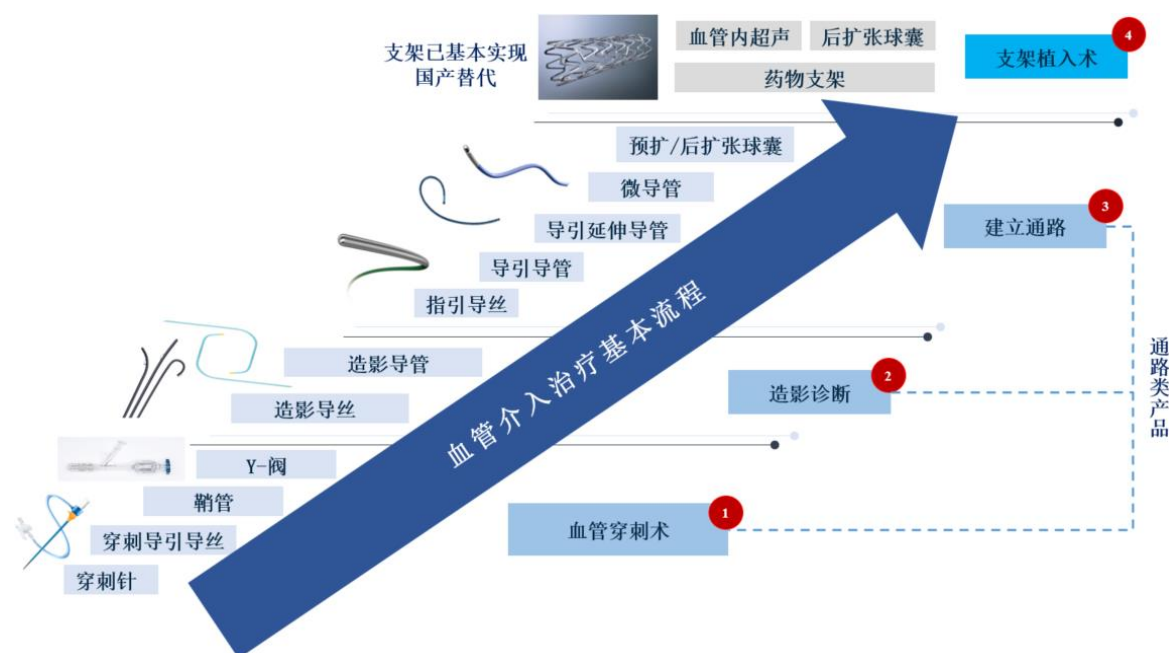 支架已基本实现
国产替代
血管内超声
后扩张球囊
药物支架
4
支架植入术
预扩/后扩张球囊
微导管
导引延伸导管
导引导管
指引导丝
3
建立通路
造影导管
造影导丝
2
造影诊断
Y-阀
鞘管
穿刺导引导丝
穿刺针
1
血管穿刺术
血管介入治疗基本流程
通路类产品